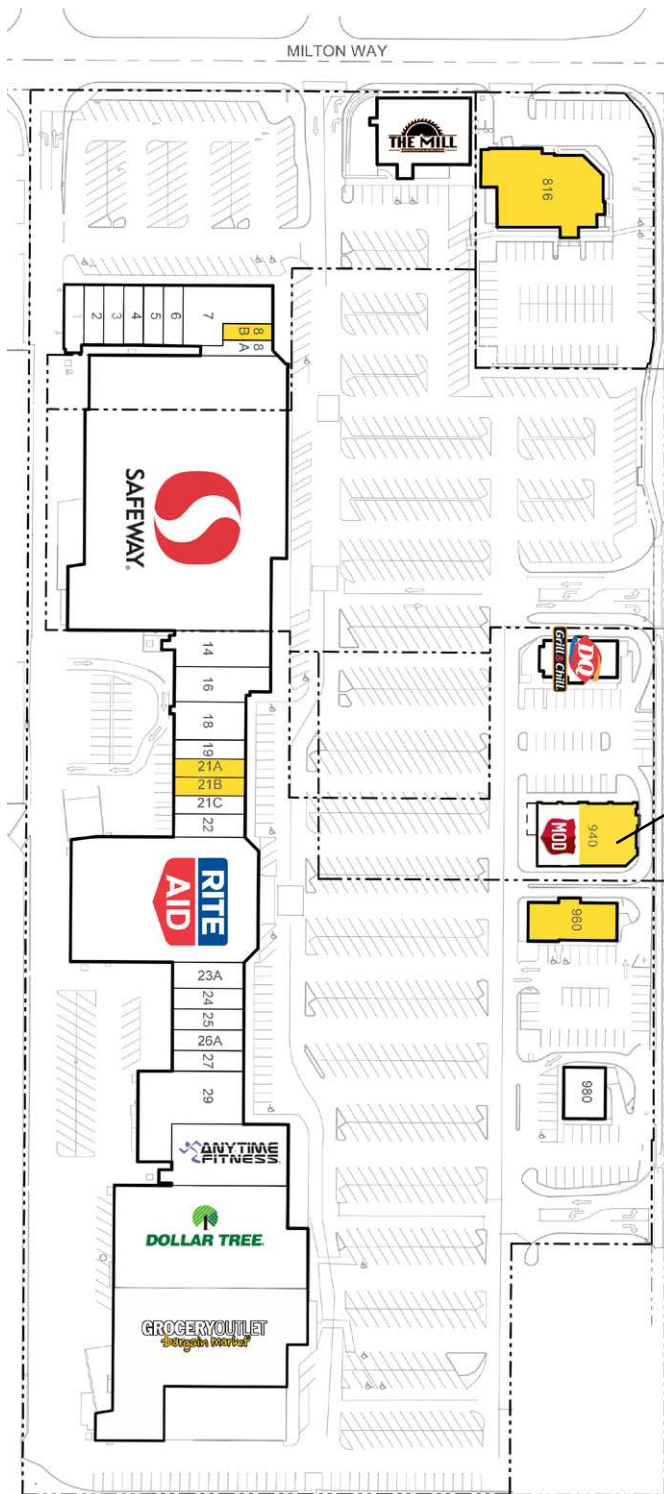 MILTON WAY
THE MILL
816
1
2
3
4
5
6
7
8
B
8
A
SAFEWAY®
14
16
18
19
21A
21B
21C
22
DQ
Grill & Chill
MOD
940
RITE
AID
960
23A
24
25
26A
27
29
980
ANYTIME
FITNESS
DOLLAR TREE
GROCERY OUTLET
bargain market